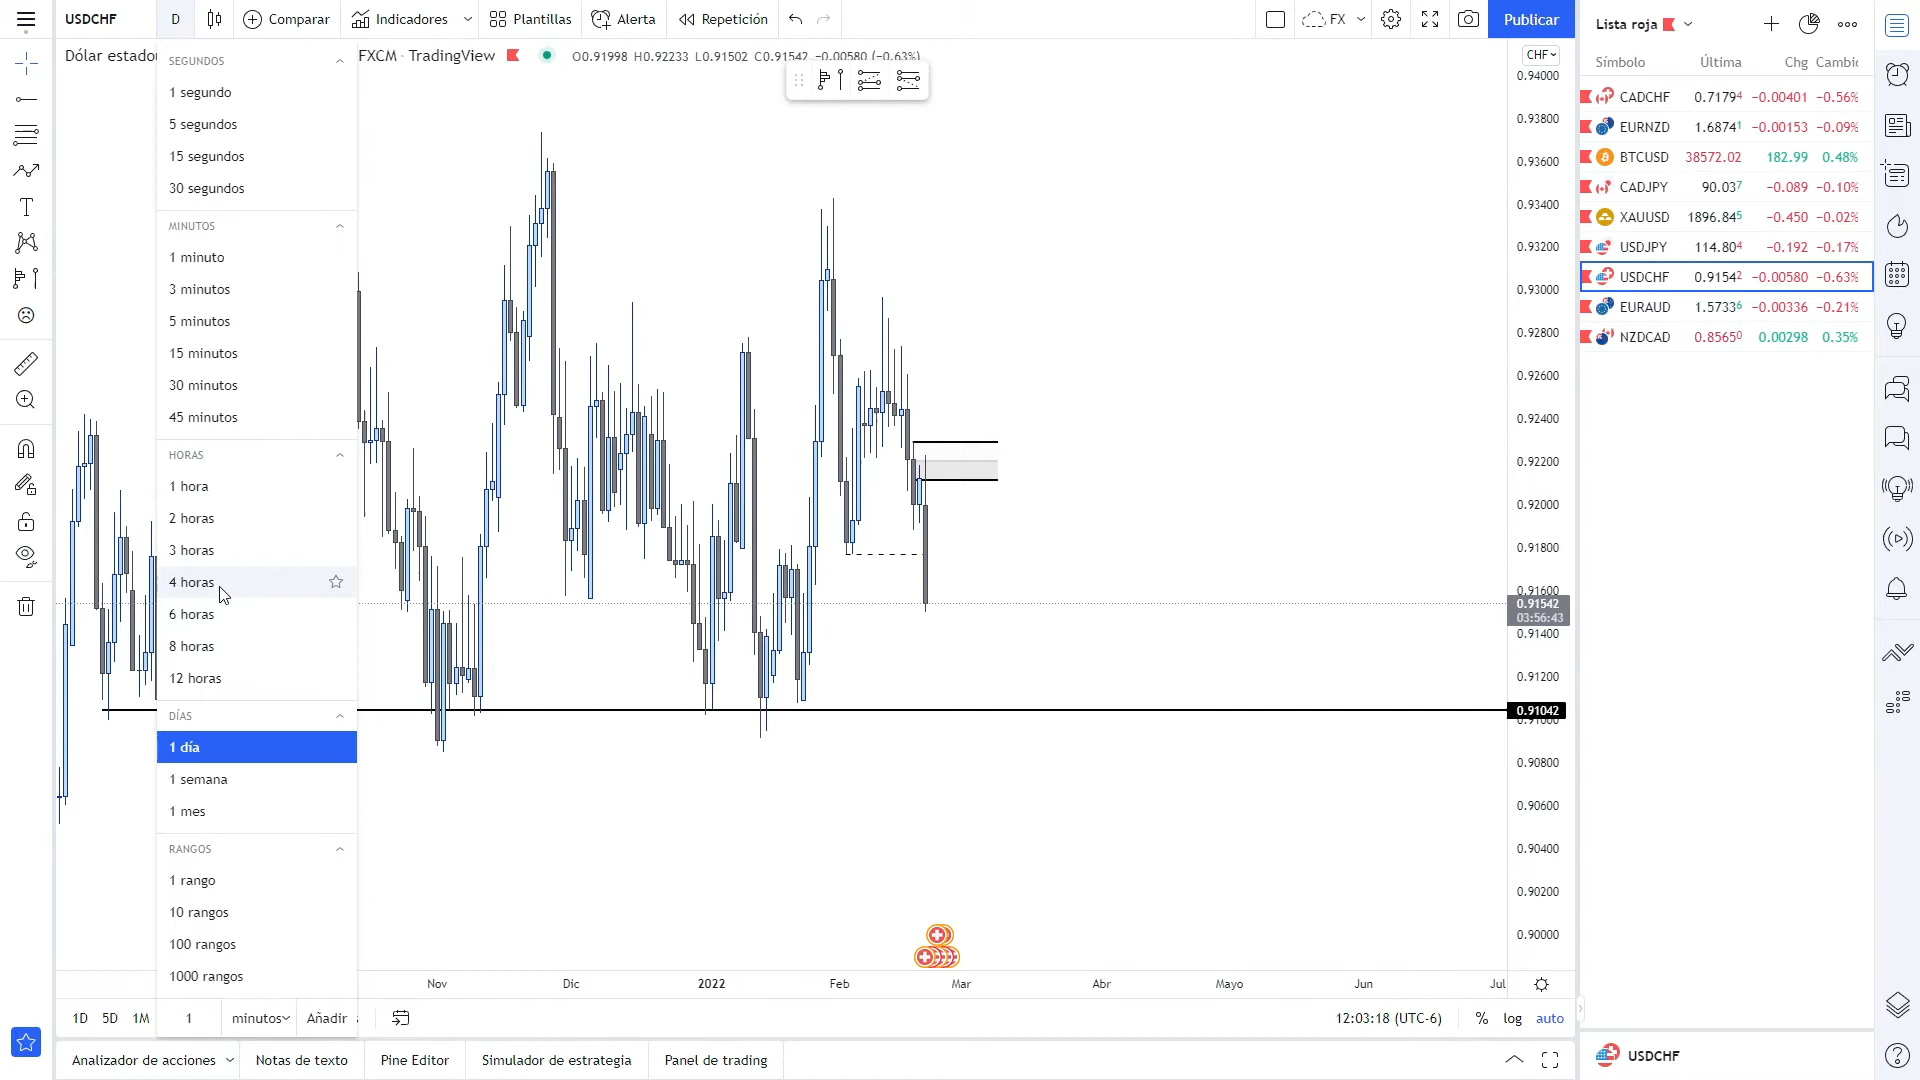 USDCHF D Comparar Indicadores Plantillas Alerta Repetición FX Publicar
Dólar estadou FXCM · TradingView O0.91998 H0.92233 L0.91502 C0.91542 −0.00580 (−0.63%)
CHF
SEGUNDOS
1 segundo
5 segundos
15 segundos
30 segundos
MINUTOS
1 minuto
3 minutos
5 minutos
15 minutos
30 minutos
45 minutos
HORAS
1 hora
2 horas
3 horas
4 horas
6 horas
8 horas
12 horas
DÍAS
1 día
1 semana
1 mes
RANGOS
1 rango
10 rangos
100 rangos
1000 rangos
1 minutos Añadir
0.94000
0.93800
0.93600
0.93400
0.93200
0.93000
0.92800
0.92600
0.92400
0.92200
0.92000
0.91800
0.91600
0.91542
03:56:43
0.91400
0.91200
0.91042
0.91000
0.90800
0.90600
0.90400
0.90200
0.90000
Nov Dic 2022 Feb Mar Abr Mayo Jun Jul
1D 5D 1M
12:03:18 (UTC-6) % log auto
Analizador de acciones Notas de texto Pine Editor Simulador de estrategia Panel de trading
Lista roja
Símbolo Última Chg Cambio
CADCHF 0.71794 −0.00401 −0.56%
EURNZD 1.68741 −0.00153 −0.09%
BTCUSD 38572.02 182.99 0.48%
CADJPY 90.037 −0.089 −0.10%
XAUUSD 1896.845 −0.450 −0.02%
USDJPY 114.804 −0.192 −0.17%
USDCHF 0.91542 −0.00580 −0.63%
EURAUD 1.57336 −0.00336 −0.21%
NZDCAD 0.85650 0.00298 0.35%
USDCHF